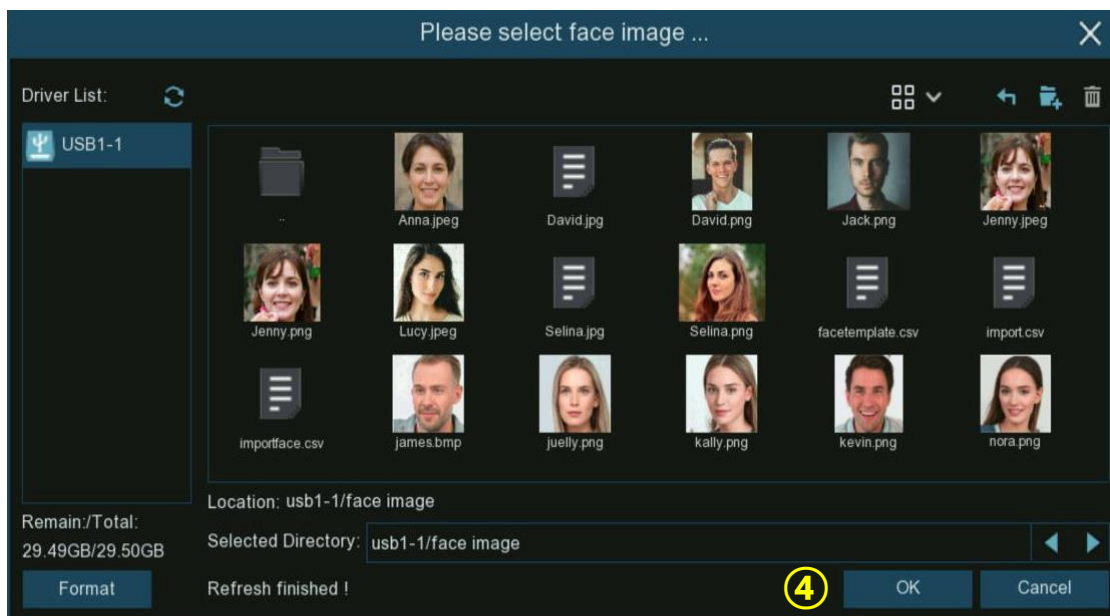 Please select face image ...
Driver List:
USB1-1
..
Anna.jpeg
David.jpg
David.png
Jack.png
Jenny.jpeg
Jenny.png
Lucy.jpeg
Selina.jpg
Selina.png
facetemplate.csv
import.csv
importface.csv
james.bmp
juelly.png
kally.png
kevin.png
nora.png
Location: usb1-1/face image
Remain:/Total:
29.49GB/29.50GB
Selected Directory: usb1-1/face image
Format
Refresh finished !
④
OK
Cancel